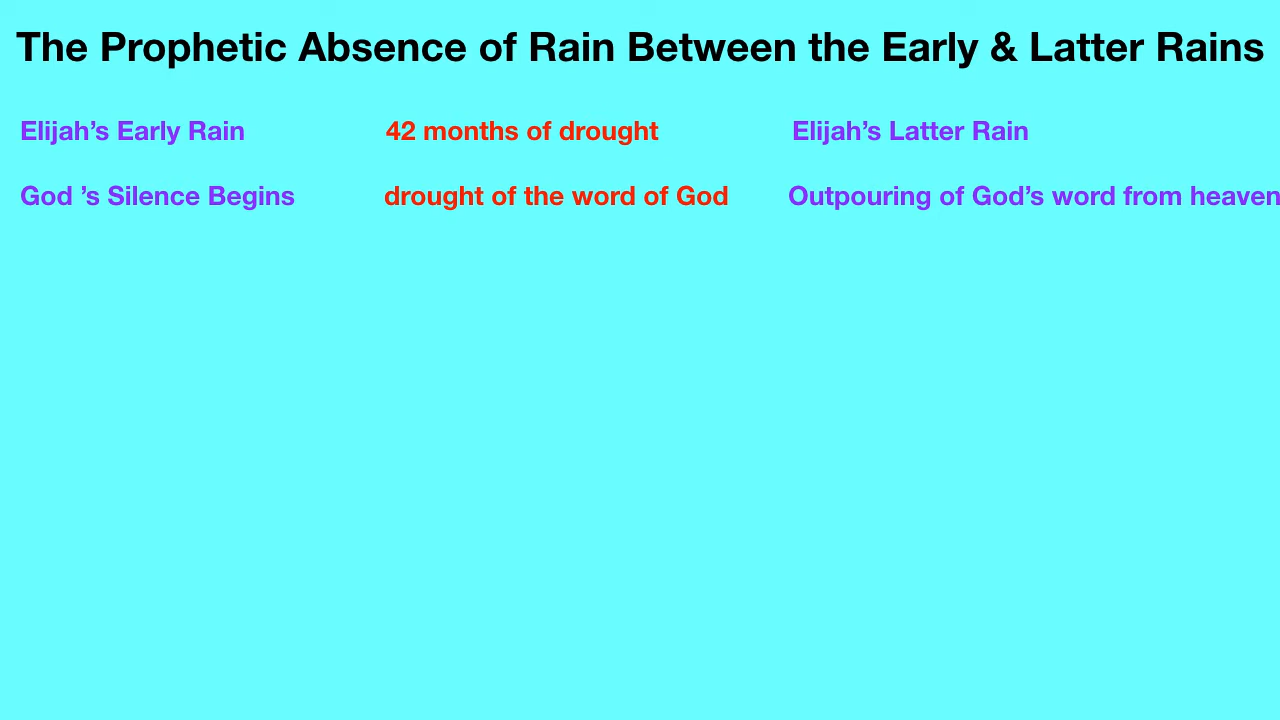 The Prophetic Absence of Rain Between the Early & Latter Rains
Elijah’s Early Rain 42 months of drought Elijah’s Latter Rain
God ’s Silence Begins drought of the word of God Outpouring of God’s word from heaven